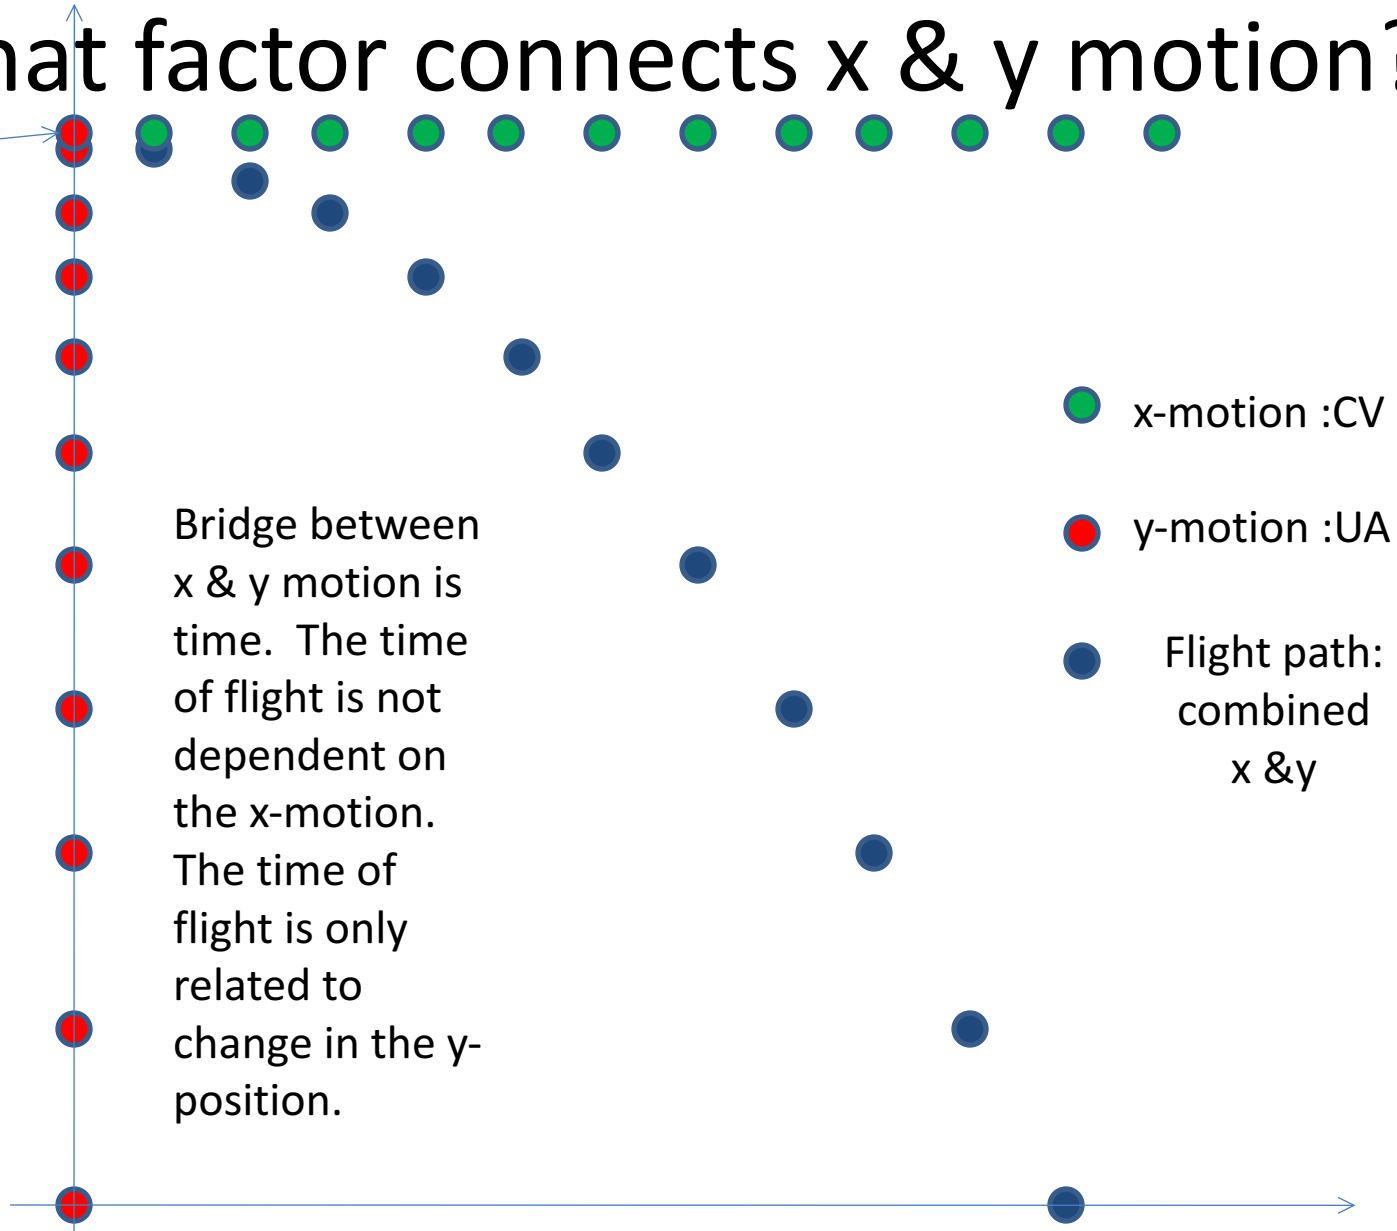 hat factor connects x & y motion?
x-motion :CV
y-motion :UA
Bridge between
x & y motion is
time.  The time
of flight is not
dependent on
the x-motion.
The time of
flight is only
related to
change in the y-
position.
Flight path:
combined
x &y